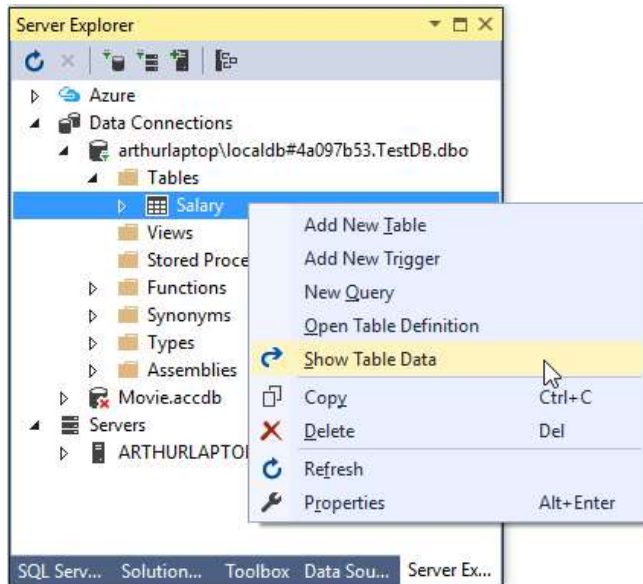 Server Explorer
Azure
Data Connections
arthurlaptop\localdb#4a097b53.TestDB.dbo
Tables
Salary
Views
Stored Proce
Functions
Synonyms
Types
Assemblies
Movie.accdb
Servers
ARTHURLAPTO
Add New Table
Add New Trigger
New Query
Open Table Definition
Show Table Data
Copy Ctrl+C
Delete Del
Refresh
Properties Alt+Enter
SQL Serv... Solution... Toolbox Data Sou... Server Ex...